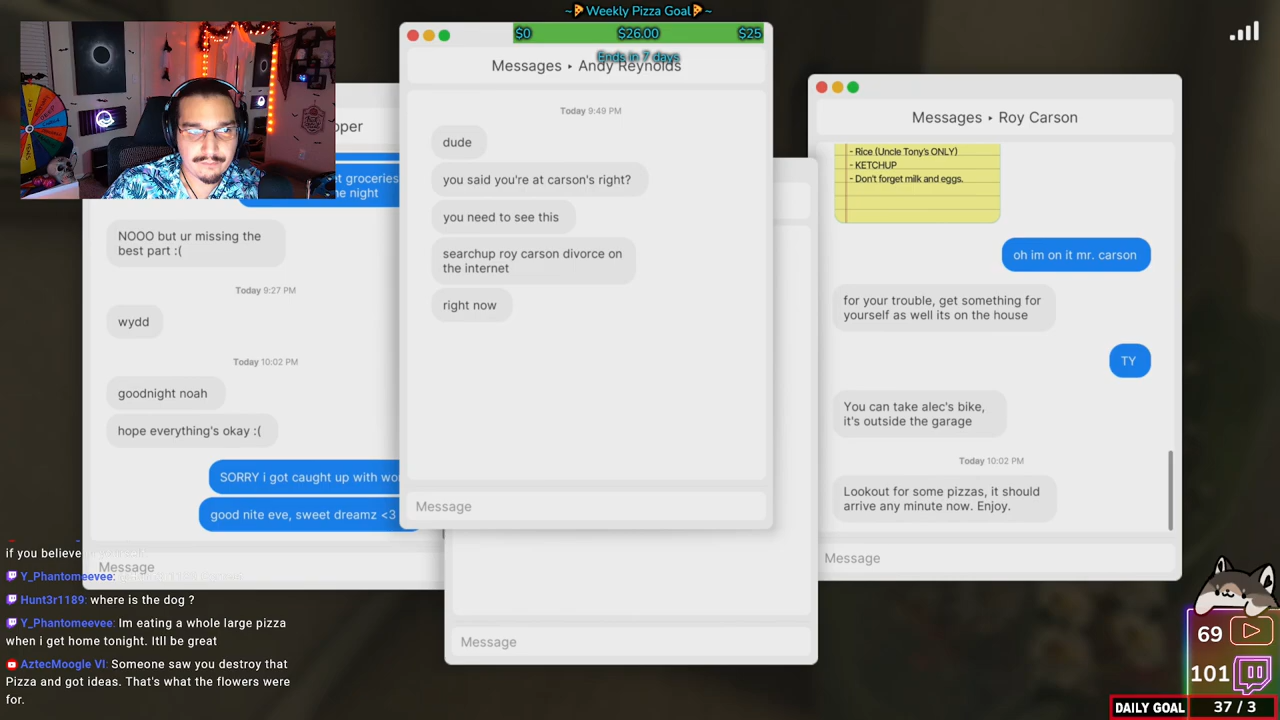 ~🍕Weekly Pizza Goal🍕~
$0 $26.00 $25
Ends in 7 days
Messages ▸ Andy Reynolds
Today 9:49 PM
dude
you said you're at carson's right?
you need to see this
searchup roy carson divorce on
the internet
right now
Message
pper
t groceries
e night
NOOO but ur missing the
best part :(
Today 9:27 PM
wydd
Today 10:02 PM
goodnight noah
hope everything's okay :(
SORRY i got caught up with wo
good nite eve, sweet dreamz <3
Message
Message
Messages ▸ Roy Carson
- Rice (Uncle Tony's ONLY)
- KETCHUP
- Don't forget milk and eggs.
oh im on it mr. carson
for your trouble, get something for
yourself as well its on the house
TY
You can take alec's bike,
it's outside the garage
Today 10:02 PM
Lookout for some pizzas, it should
arrive any minute now. Enjoy.
Message
if you believe
Y_Phantomeevee:
Hunt3r1189: where is the dog ?
Y_Phantomeevee: Im eating a whole large pizza
when i get home tonight. Itll be great
AztecMoogle VI: Someone saw you destroy that
Pizza and got ideas. That's what the flowers were
for.
69
101
DAILY GOAL 37 / 3